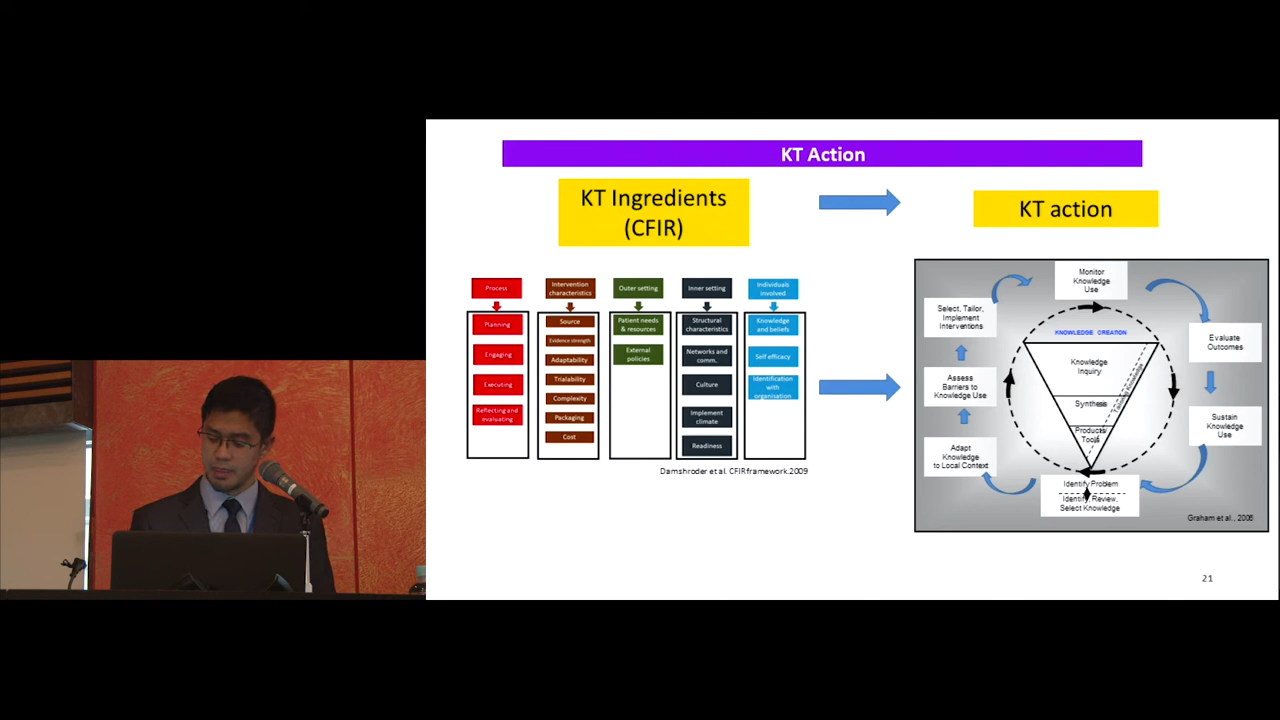 KT Action
KT Ingredients
(CFIR)
KT action
Process
Planning
Engaging
Executing
Reflecting and
evaluating
Intervention
characteristics
Source
Evidence strength
Adaptability
Trialability
Complexity
Packaging
Cost
Outer setting
Patient needs
& resources
External
policies
Inner setting
Structural
characteristics
Networks and
comm.
Culture
Implement
climate
Readiness
Individuals
involved
Knowledge
and beliefs
Self efficacy
Identification
with
organisation
Damshroder et al. CFIRframework.2009
Monitor
Knowledge
Use
Select, Tailor,
Implement
Interventions
Assess
Barriers to
Knowledge Use
Adapt
Knowledge
to Local Context
KNOWLEDGE CREATION
Knowledge
Inquiry
Synthesis
Products/
Tools
Tailoring Knowledge
Evaluate
Outcomes
Sustain
Knowledge
Use
Identify Problem
Identify, Review,
Select Knowledge
Graham et al., 2006
21